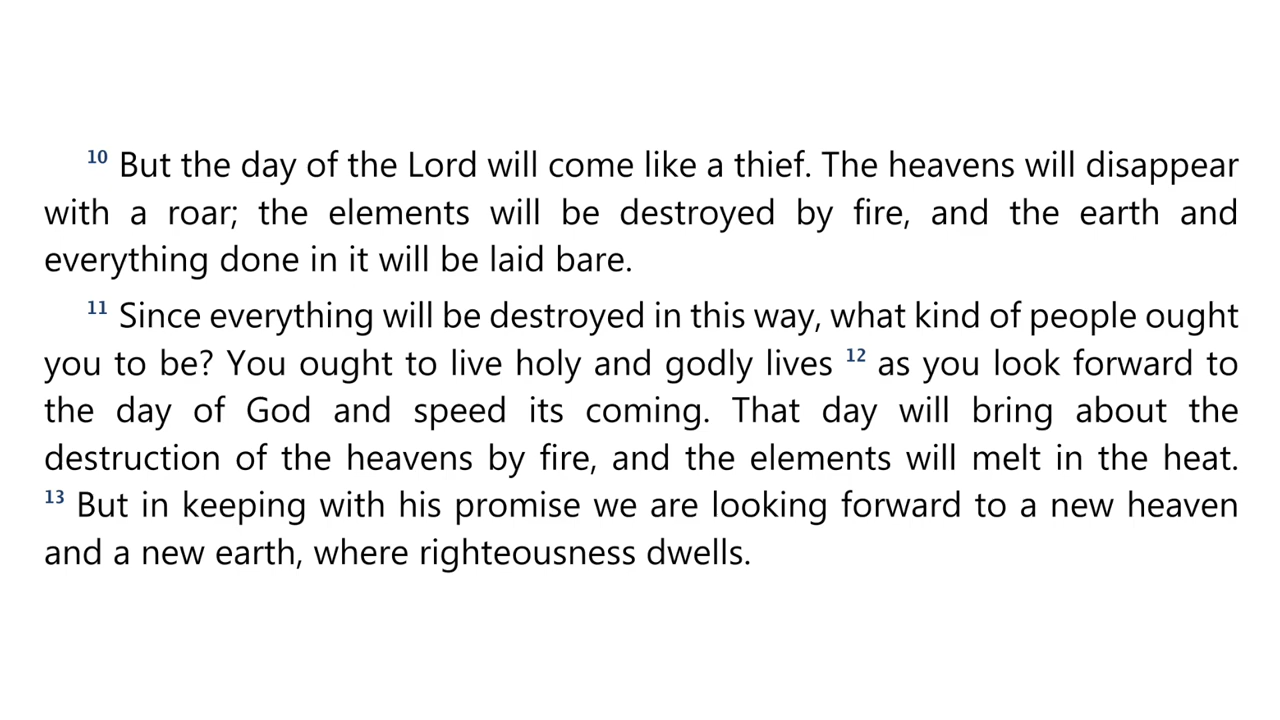 10 But the day of the Lord will come like a thief. The heavens will disappear
with a roar; the elements will be destroyed by fire, and the earth and
everything done in it will be laid bare.
11 Since everything will be destroyed in this way, what kind of people ought
you to be? You ought to live holy and godly lives 12 as you look forward to
the day of God and speed its coming. That day will bring about the
destruction of the heavens by fire, and the elements will melt in the heat.
13 But in keeping with his promise we are looking forward to a new heaven
and a new earth, where righteousness dwells.